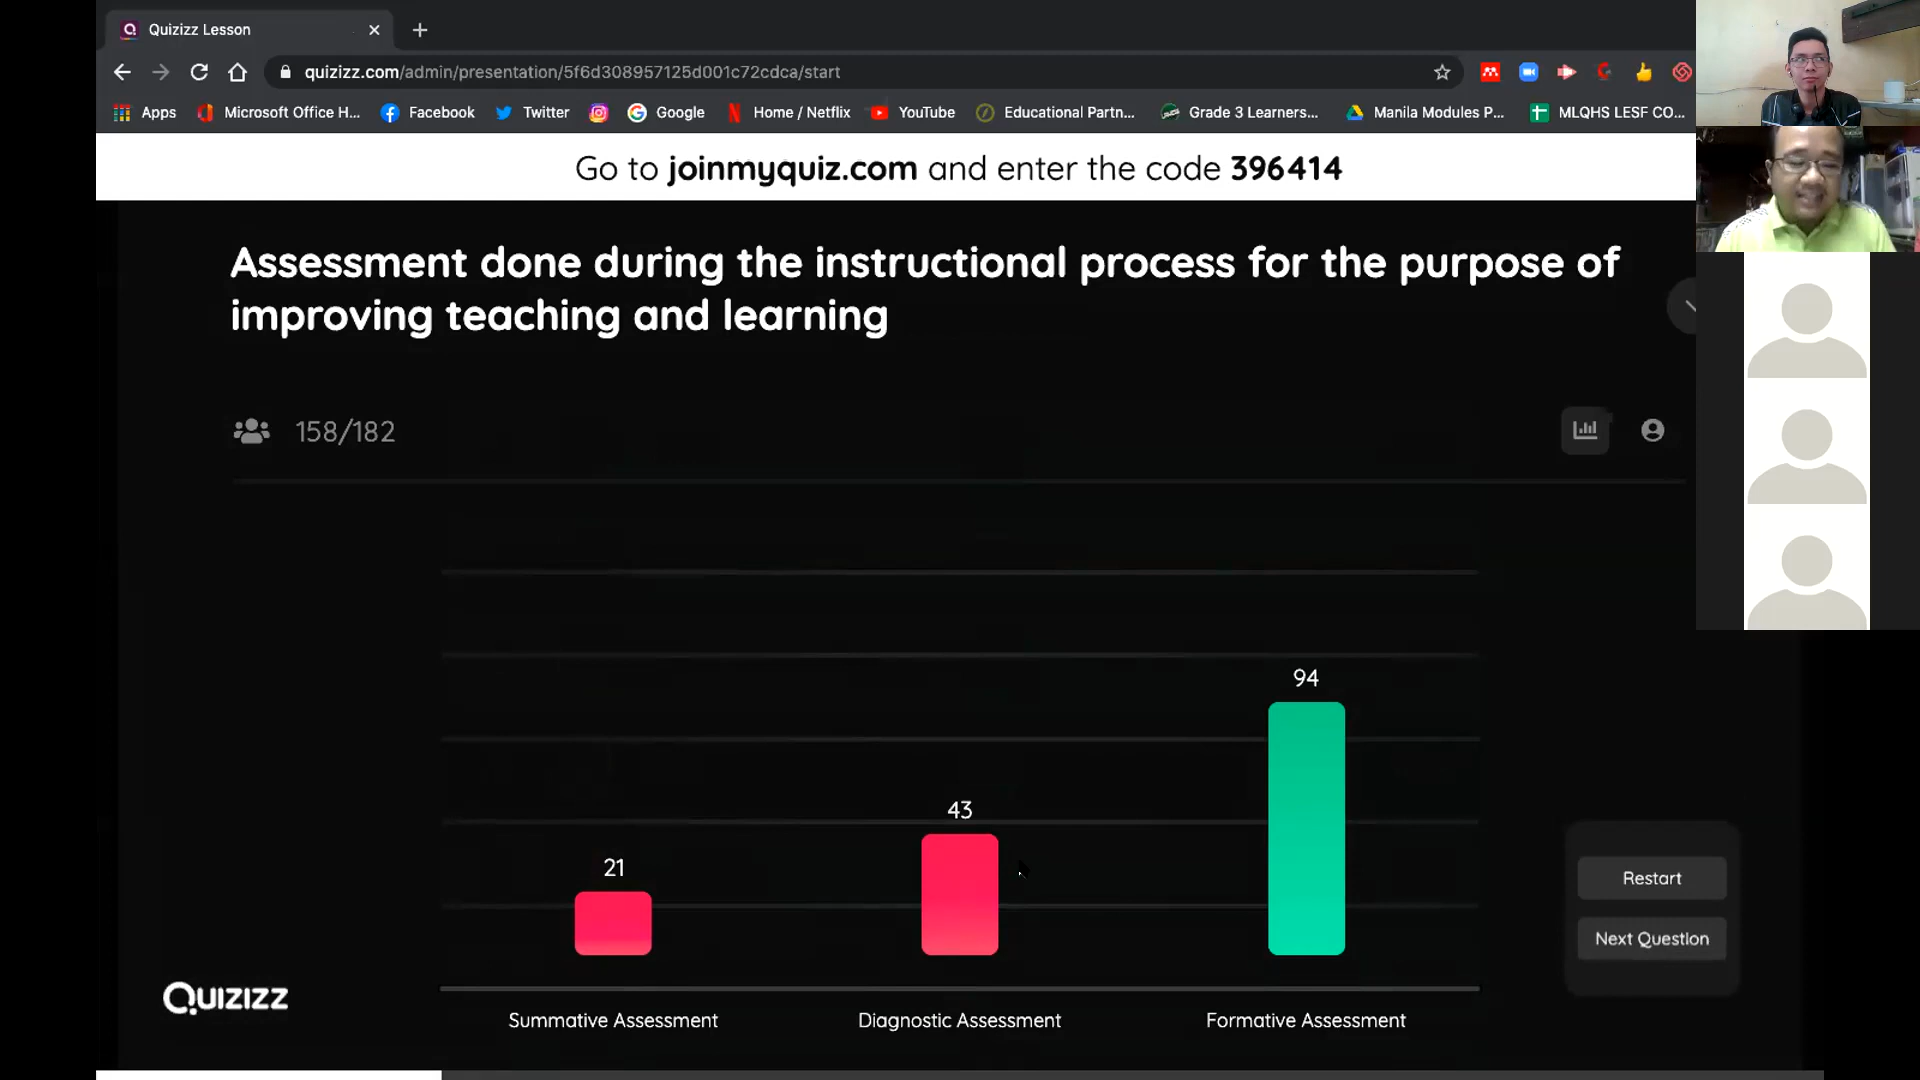 Quizizz Lesson
quizizz.com/admin/presentation/5f6d308957125d001c72cdca/start
Apps Microsoft Office H... Facebook Twitter Google Home / Netflix YouTube Educational Partn... Grade 3 Learners... Manila Modules P... MLQHS LESF CO...
Go to joinmyquiz.com and enter the code 396414
Assessment done during the instructional process for the purpose of
improving teaching and learning
158/182
94
43
21
Restart
Next Question
Quizizz
Summative Assessment Diagnostic Assessment Formative Assessment